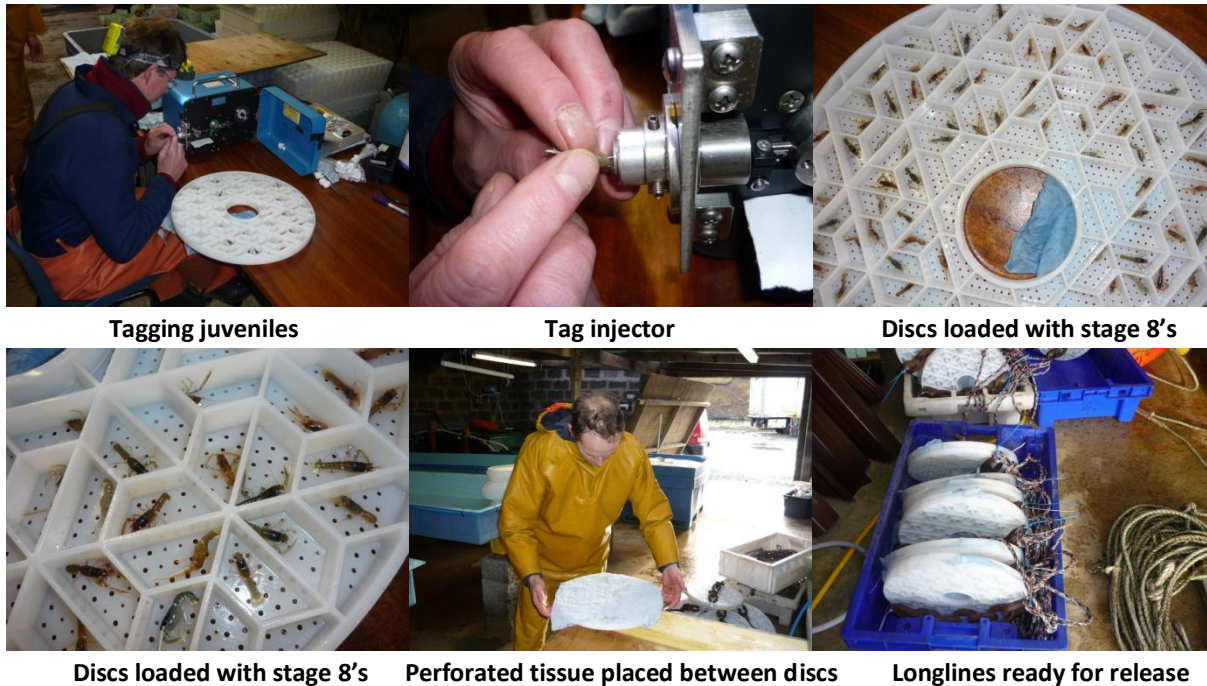 Tagging juveniles
Tag injector
Discs loaded with stage 8's
Discs loaded with stage 8's
Perforated tissue placed between discs
Longlines ready for release